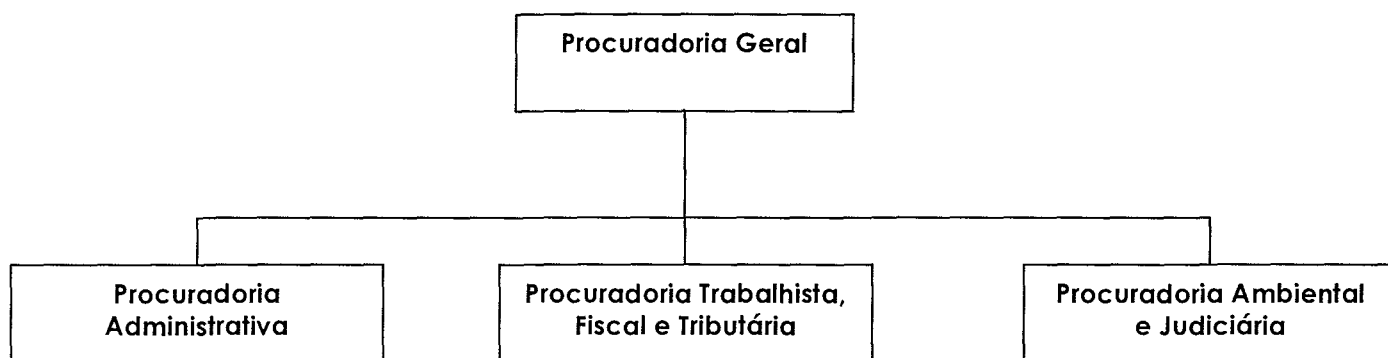 Procuradoria Geral
Procuradoria
Administrativa
Procuradoria Trabalhista,
Fiscal e Tributária
Procuradoria Ambiental
e Judiciária